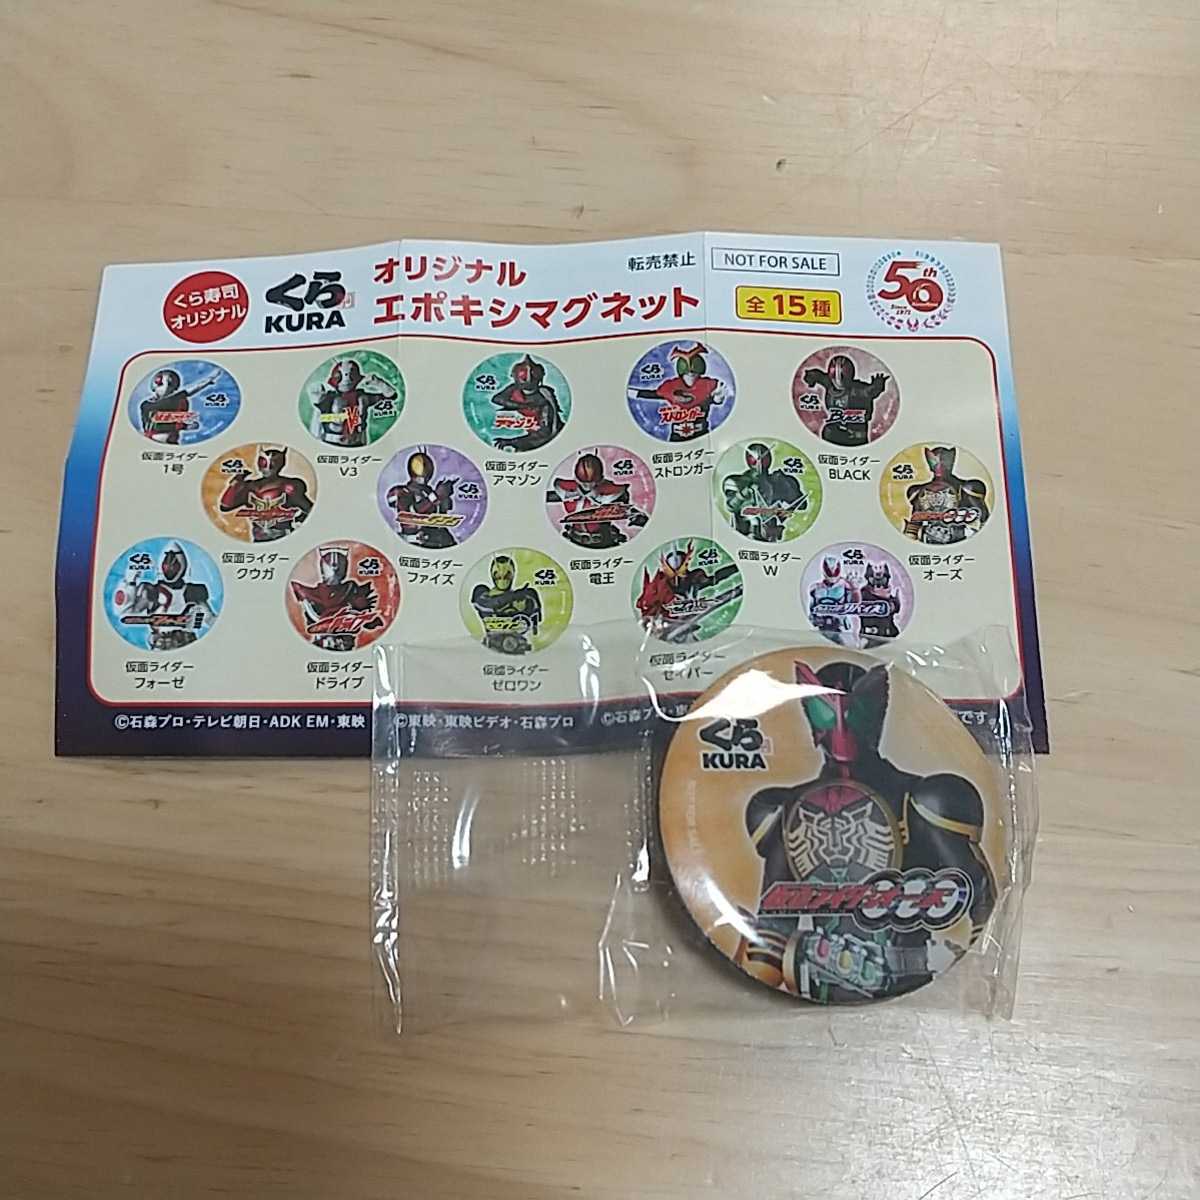 くら寿司
オリジナル
くら
KURA
オリジナル
エポキシマグネット
転売禁止
NOT FOR SALE
全15種
50th
Since
1971
仮面ライダー
1号
仮面ライダー
V3
仮面ライダー
アマゾン
仮面ライダー
ストロンガー
仮面ライダー
BLACK
仮面ライダー
クウガ
仮面ライダー
ファイズ
仮面ライダー
電王
仮面ライダー
W
仮面ライダー
オーズ
仮面ライダー
フォーゼ
仮面ライダー
ドライブ
仮面ライダー
ゼロワン
仮面ライダー
セイバー
©石森プロ・テレビ朝日・ADK EM・東映
©東映・東映ビデオ・石森プロ
©石森プロ・
です。
くら
KURA
仮面ライダーオーズ